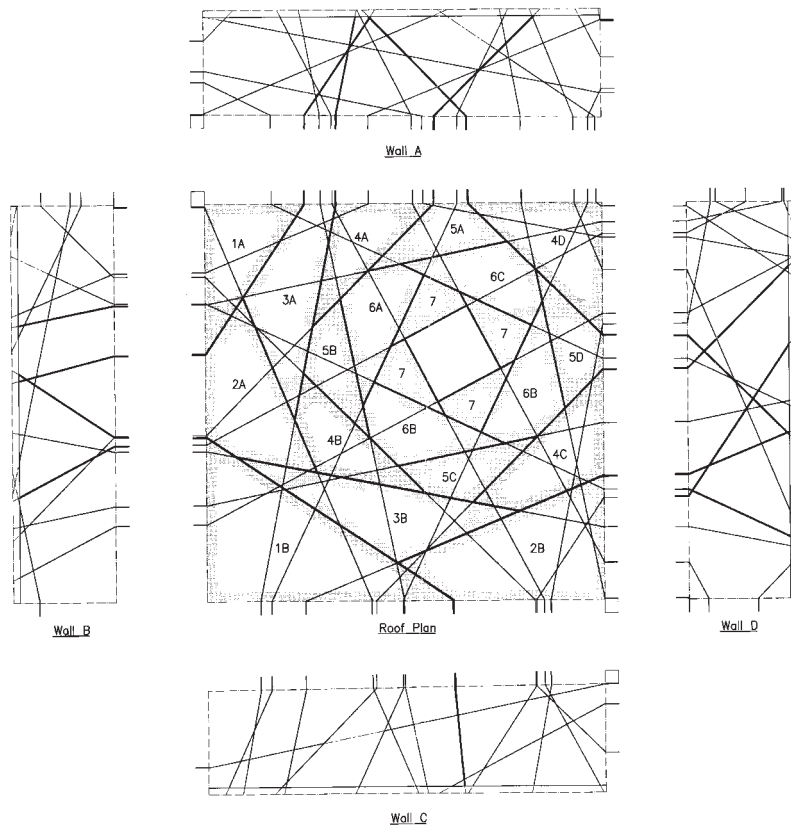 Wall A
1A
4A
5A
4D
6C
3A
6A
7
7
5B
5D
2A
7
6B
7
4B
6B
4C
5C
3B
1B
2B
Wall B
Roof Plan
Wall D
Wall C